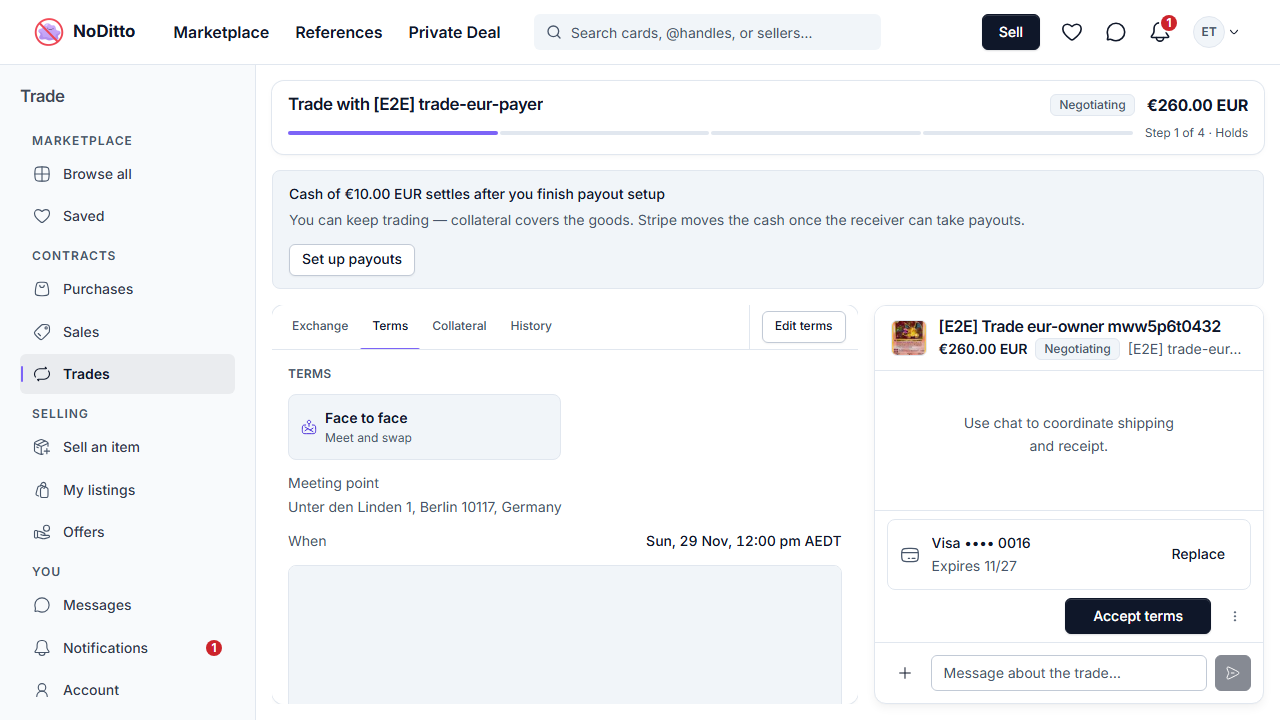 NoDitto
Marketplace
References
Private Deal
Search cards, @handles, or sellers...
Sell
1
ET
Trade
MARKETPLACE
Browse all
Saved
CONTRACTS
Purchases
Sales
Trades
SELLING
Sell an item
My listings
Offers
YOU
Messages
Notifications
1
Account
Trade with [E2E] trade-eur-payer
Negotiating
€260.00 EUR
Step 1 of 4 · Holds
Cash of €10.00 EUR settles after you finish payout setup
You can keep trading — collateral covers the goods. Stripe moves the cash once the receiver can take payouts.
Set up payouts
Exchange
Terms
Collateral
History
Edit terms
TERMS
Face to face
Meet and swap
Meeting point
Unter den Linden 1, Berlin 10117, Germany
When
Sun, 29 Nov, 12:00 pm AEDT
[E2E] Trade eur-owner mww5p6t0432
€260.00 EUR
Negotiating
[E2E] trade-eur...
Use chat to coordinate shipping
and receipt.
Visa •••• 0016
Expires 11/27
Replace
Accept terms
Message about the trade...